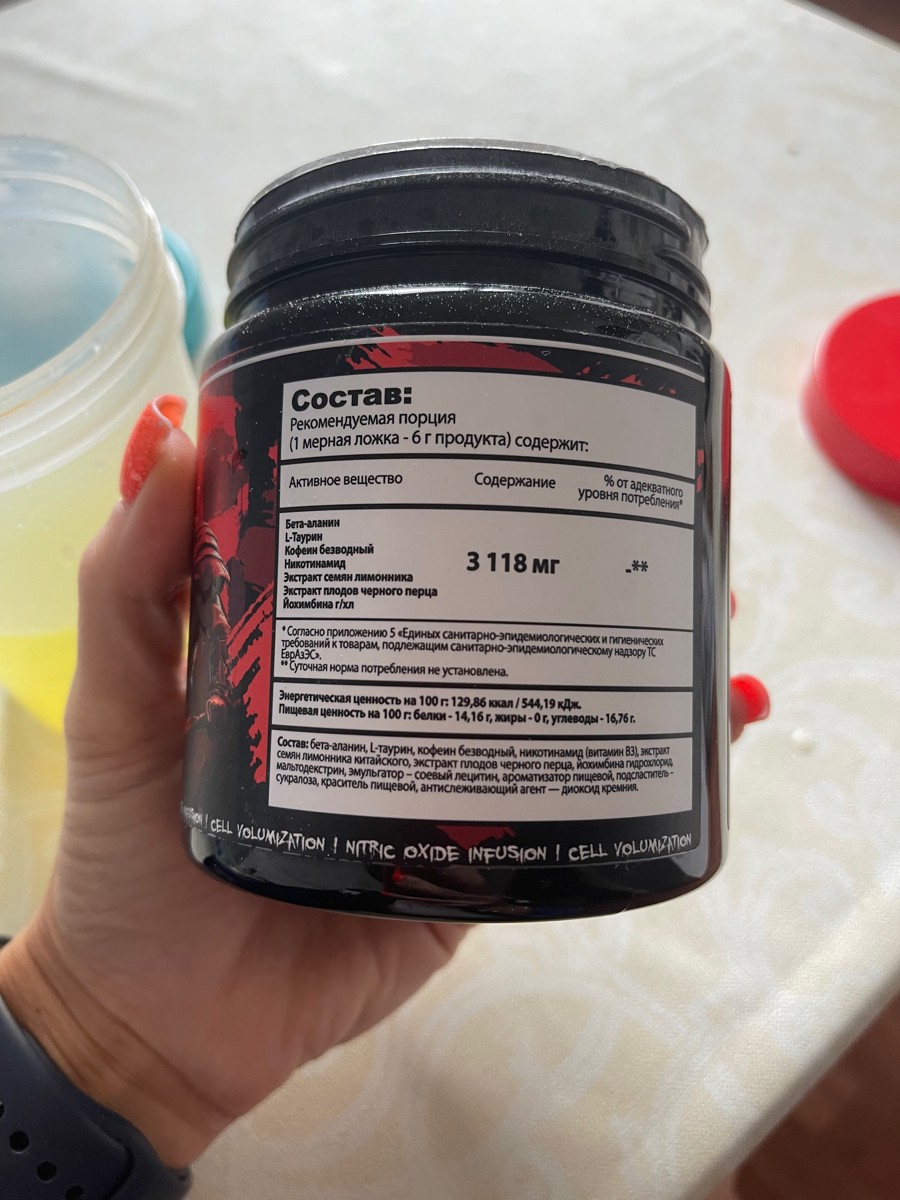 Состав:
Рекомендуемая порция
(1 мерная ложка - 6 г продукта) содержит:
Активное вещество Содержание % от адекватного
уровня потребления*
Бета-аланин
L-Таурин
Кофеин безводный
Никотинамид
Экстракт семян лимонника
Экстракт плодов черного перца
Йохимбина г/хл
3 118 мг
-**
* Согласно приложению 5 «Единых санитарно-эпидемиологических и гигиенических
требований к товарам, подлежащим санитарно-эпидемиологическому надзору ТС
ЕврАзЭС».
** Суточная норма потребления не установлена.
Энергетическая ценность на 100 г: 129,86 ккал / 544,19 кДж.
Пищевая ценность на 100 г: белки - 14,16 г, жиры - 0 г, углеводы - 16,76 г.
Состав: бета-аланин, L-таурин, кофеин безводный, никотинамид (витамин В3), экстракт
семян лимонника китайского, экстракт плодов черного перца, йохимбина гидрохлорид,
мальтодекстрин, эмульгатор – соевый лецитин, ароматизатор пищевой, подсластитель –
сукралоза, краситель пищевой, антислеживающий агент — диоксид кремния.
| CELL VOLUMIZATION | NITRIC OXIDE INFUSION | CELL VOLUMIZATION